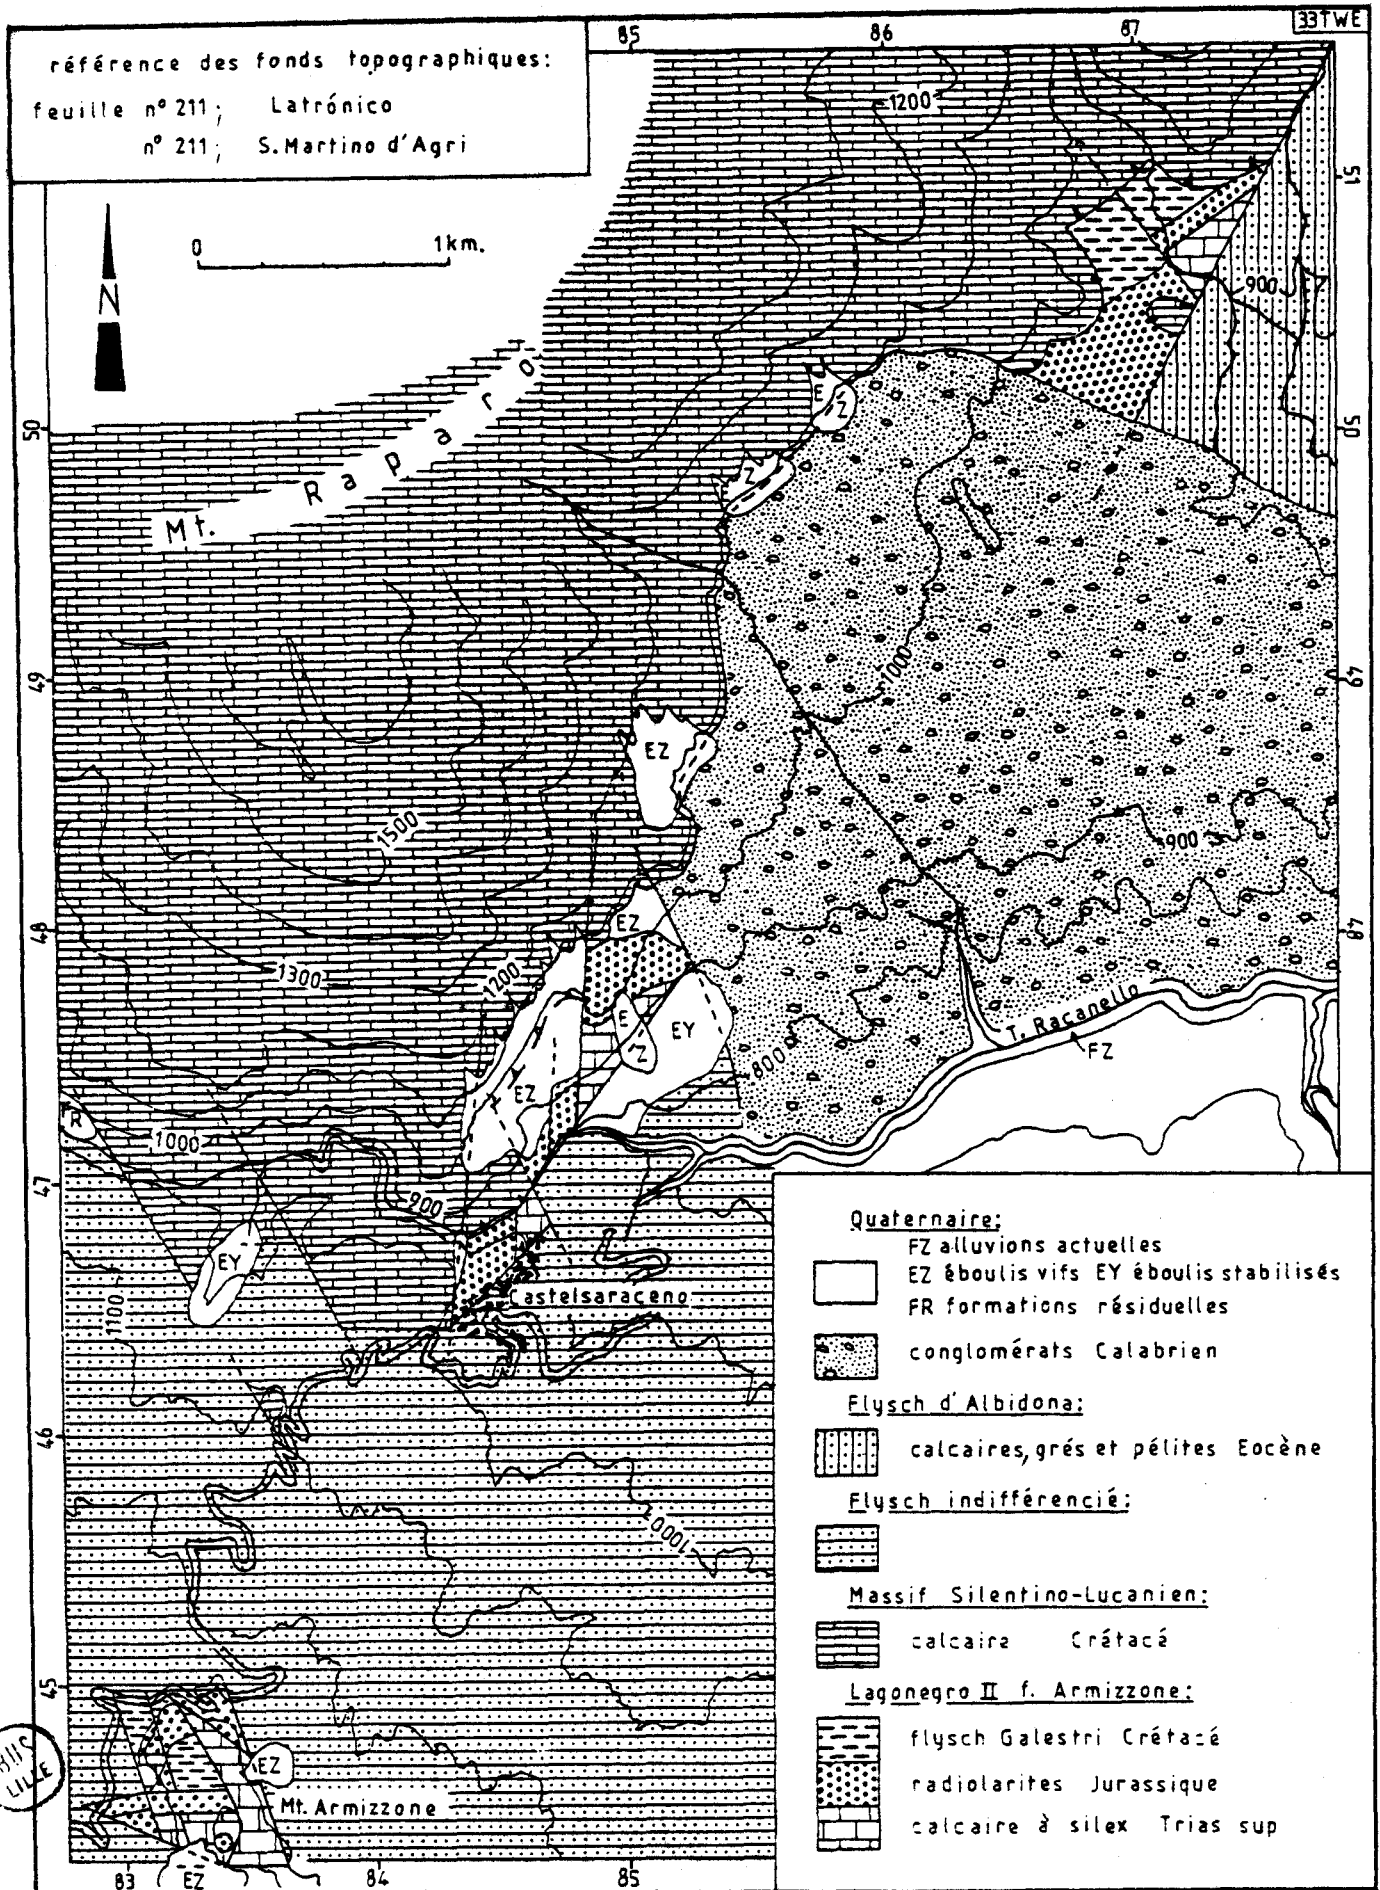 33TWE
référence des fonds topographiques:
feuille nº 211; Latrónico
nº 211; S.Martino d'Agri
85
86
87
1200
51
0 1km.
N
900
Mt. Raparo
E
Z
50
50
Z
1000
49
49
EZ
1500
900
EZ
48
48
1300
1200
E
Z
EY
T. Racanello
FZ
EZ
800
FR
1000
47
900
EY
1100
Castelsaraceno
46
1000
45
LILLE
EZ
Mt. Armizzone
EZ
83
84
85
Quaternaire:
FZ alluvions actuelles
EZ éboulis vifs EY éboulis stabilisés
FR formations résiduelles
conglomérats Calabrien
Flysch d'Albidona:
calcaires, grés et pélites Eocène
Flysch indifférencié:
Massif Silentino-Lucanien:
calcaire Crétacé
Lagonegro II f. Armizzone:
flysch Galestri Crétacé
radiolarites Jurassique
calcaire à silex Trias sup